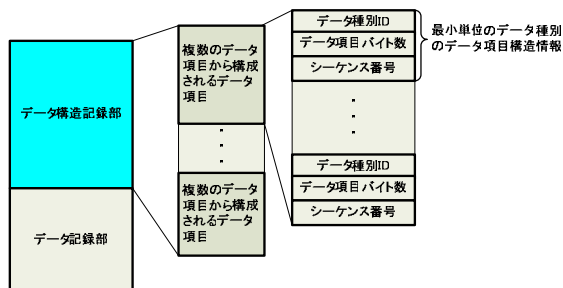 データ構造記録部
データ記録部
複数のデータ
項目から構成
されるデータ
項目
・
・
・
複数のデータ
項目から構成
されるデータ
項目
データ種別ID
データ項目バイト数
シーケンス番号
・
・
・
データ種別ID
データ項目バイト数
シーケンス番号
最小単位のデータ種別
のデータ項目構造情報